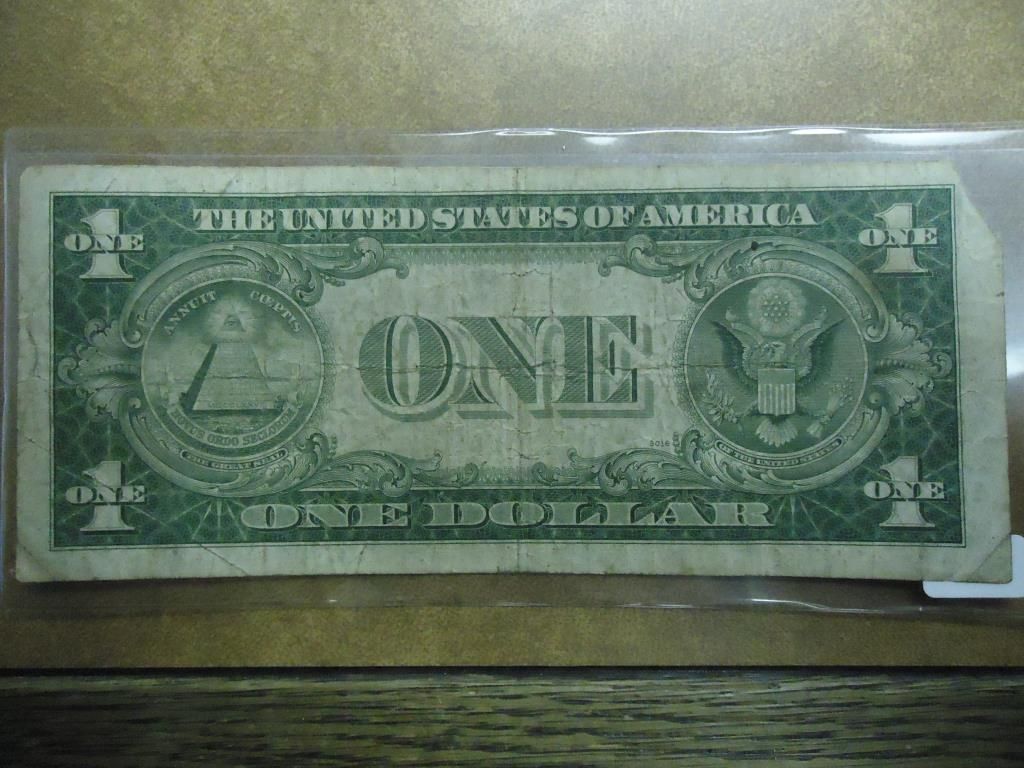 THE UNITED STATES OF AMERICA
1 ONE
1 ONE
ANNUIT CŒPTIS
ONE
NOVUS ORDO SECLORUM
THE GREAT SEAL
OF THE UNITED STATES
1 ONE
1 ONE
ONE DOLLAR